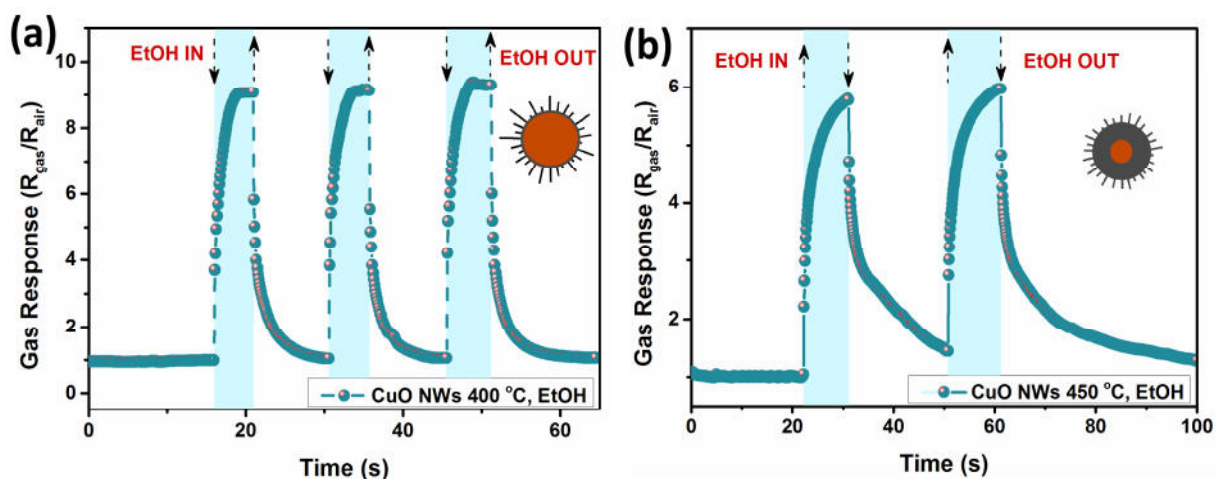 (a)
EtOH IN
EtOH OUT
10
8
6
4
2
0
Gas Response (Rgas/Rair)
CuO NWs 400 °C, EtOH
0 20 40 60
Time (s)
(b)
EtOH IN
EtOH OUT
6
4
2
Gas Response (Rgas/Rair)
CuO NWs 450 °C, EtOH
0 20 40 60 80 100
Time (s)